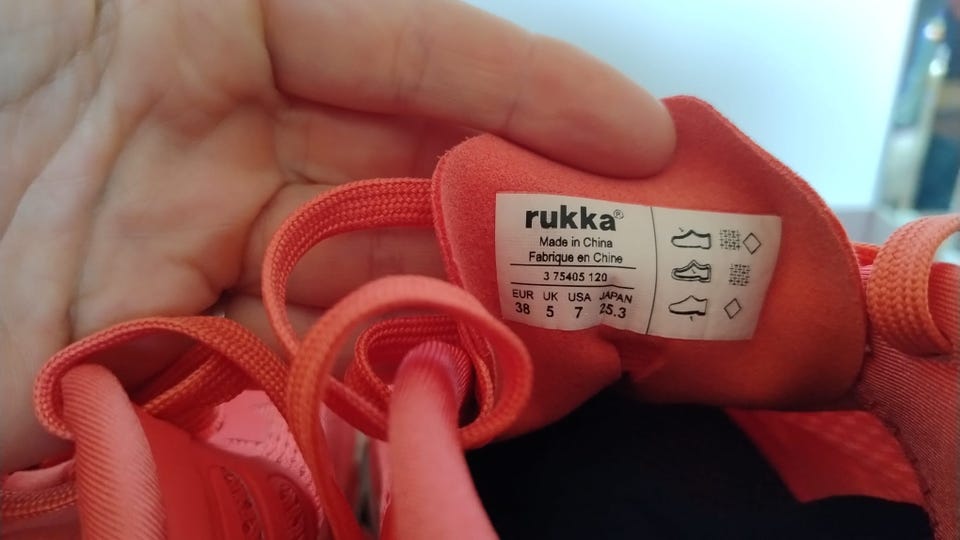 rukka®
Made in China
Fabrique en Chine
3 75405 120
EUR UK USA JAPAN
38 5 7 25.3